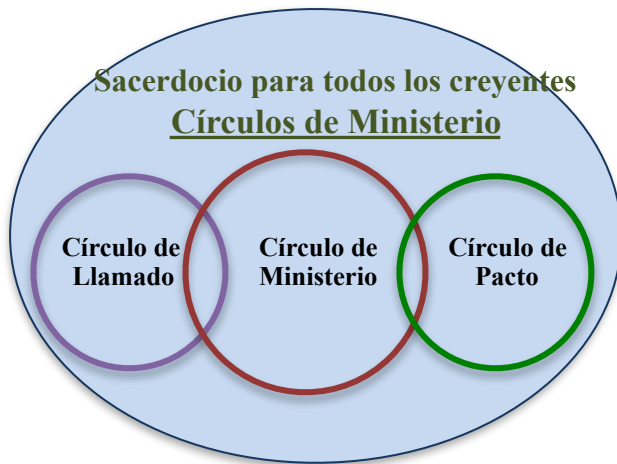 Sacerdocio para todos los creyentes
Círculos de Ministerio
Círculo de
Llamado
Círculo de
Ministerio
Círculo de
Pacto